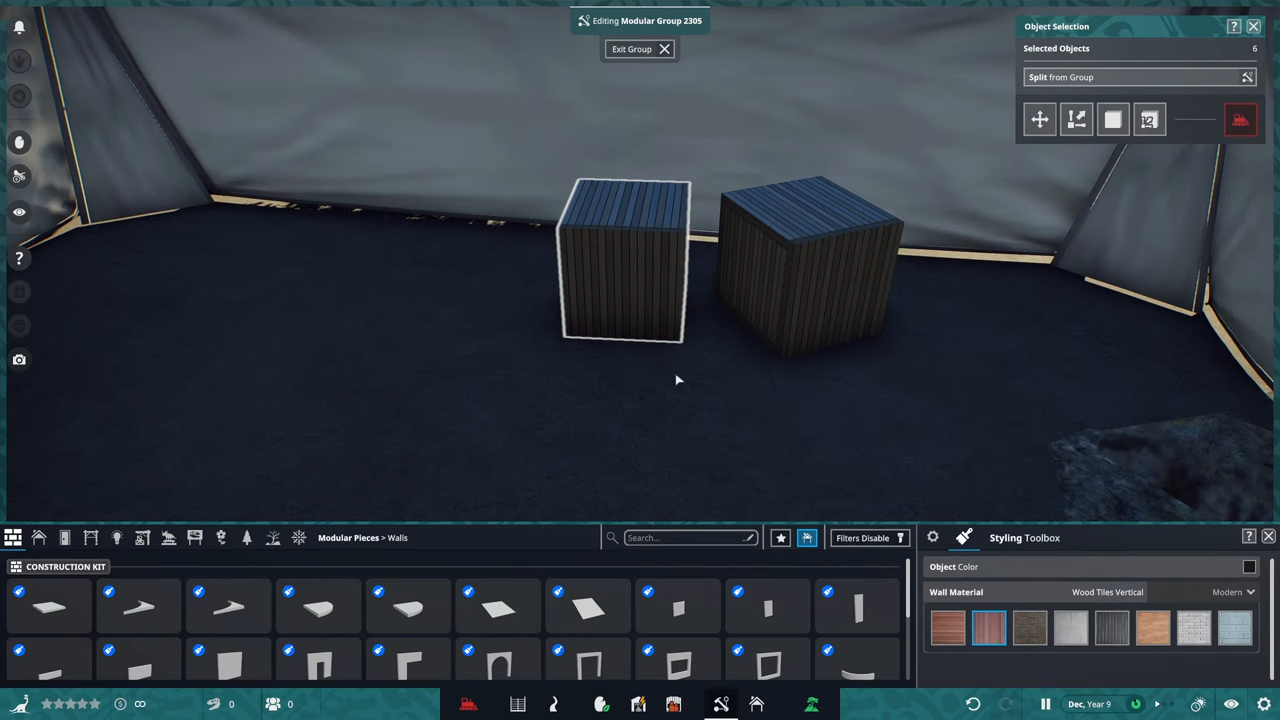 Editing Modular Group 2305
Exit Group
Object Selection
?
Selected Objects
6
Split from Group
12
?
Modular Pieces > Walls
Search...
Filters Disable
Styling Toolbox
?
CONSTRUCTION KIT
Object Color
Wall Material
Wood Tiles Vertical
Modern
$ ∞
0
0
Dec, Year 9